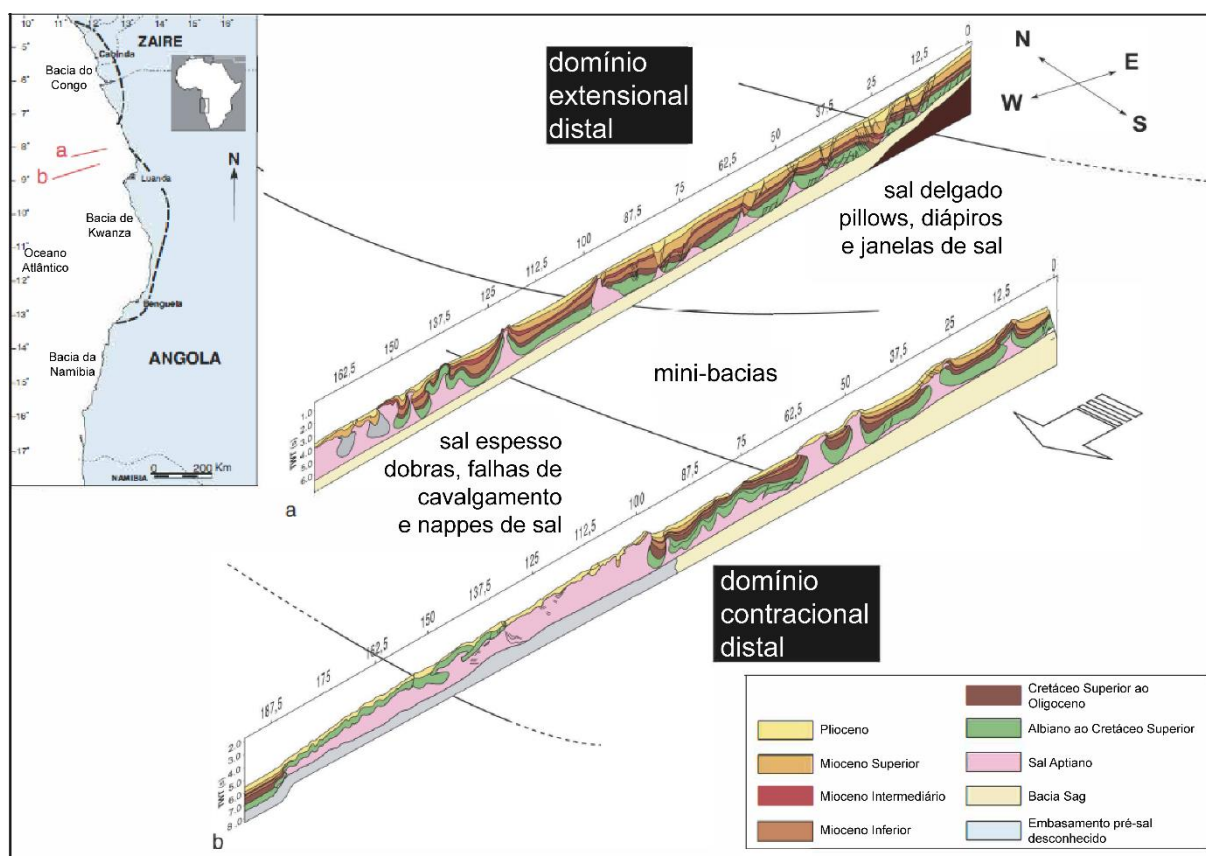 10° 11° 12° 13° 14° 15° 16°
5°
6°
7°
8°
9°
10°
11°
12°
13°
14°
15°
16°
17°
ZAIRE
Cabinda
Bacia do
Congo
a
b
N
Luanda
Bacia de
Kwanza
Oceano
Atlântico
Benguela
ANGOLA
Bacia da
Namibia
NAMIBIA
0 200 Km
domínio
extensional
distal
N
E
W
S
0
12,5
25
37,5
50
62,5
75
87,5
100
112,5
125
137,5
150
162,5
sal delgado
pillows, diápiros
e janelas de sal
1.0
2.0
3.0
4.0
5.0
6.0
TWT (s)
a
mini-bacias
sal espesso
dobras, falhas de
cavalgamento
e nappes de sal
0
12,5
25
37,5
50
62,5
75
87,5
100
112,5
125
137,5
150
162,5
175
187,5
domínio
contracional
distal
2.0
3.0
4.0
5.0
6.0
7.0
8.0
TWT (s)
b
Plioceno
Mioceno Superior
Mioceno Intermediário
Mioceno Inferior
Cretáceo Superior ao
Oligoceno
Albiano ao Cretáceo Superior
Sal Aptiano
Bacia Sag
Embasamento pré-sal
desconhecido